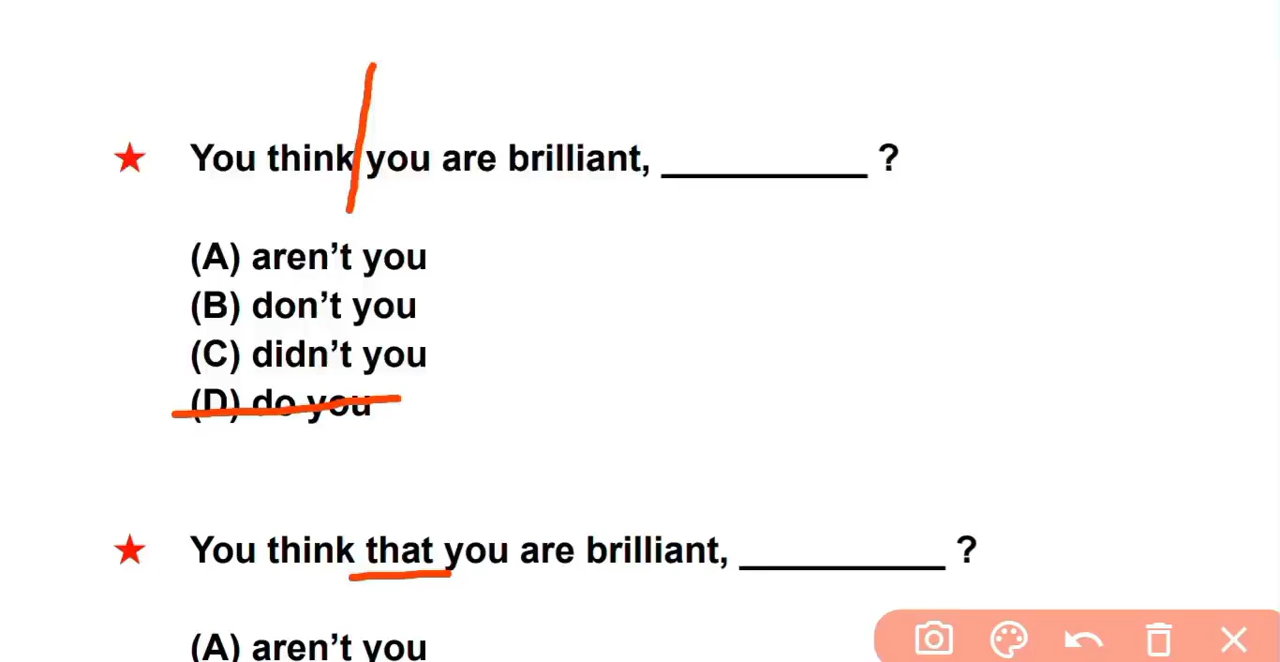 ★ You think you are brilliant, __________ ?
(A) aren’t you
(B) don’t you
(C) didn’t you
(D) do you
★ You think that you are brilliant, __________ ?
(A) aren’t you